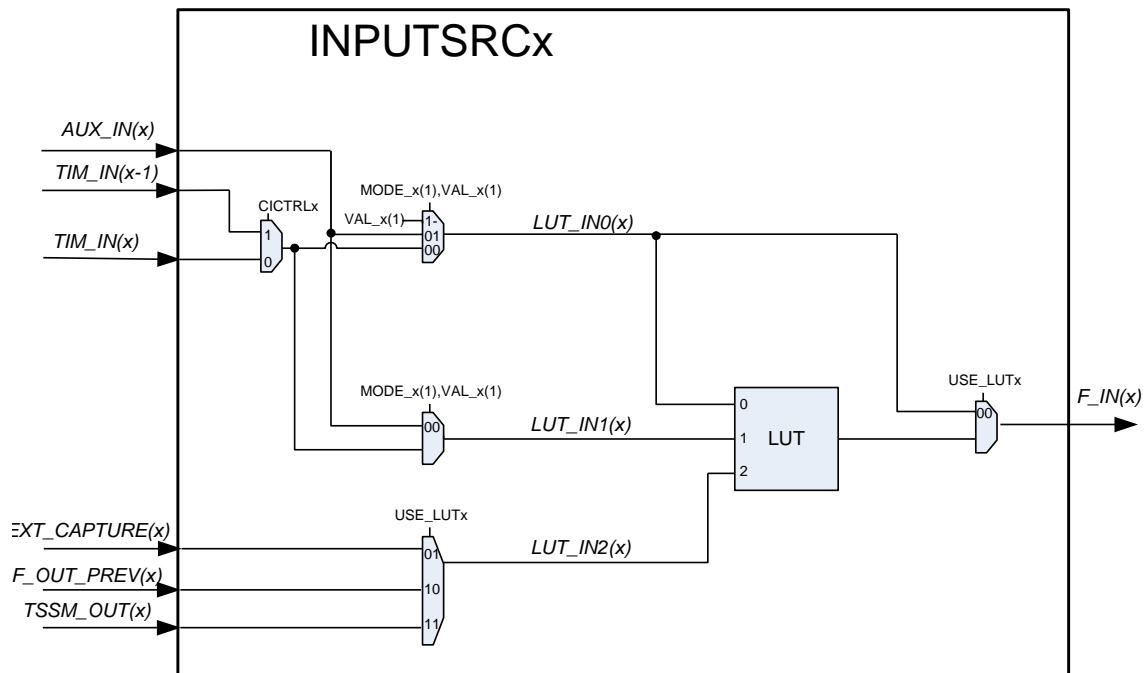 INPUTSRCx
AUX_IN(x)
TIM_IN(x-1)
CICTRLx
MODE_x(1),VAL_x(1)
VAL_x(1)
1-
01
00
LUT_IN0(x)
1
0
TIM_IN(x)
MODE_x(1),VAL_x(1)
00
LUT_IN1(x)
0
1
2
LUT
USE_LUTx
00
F_IN(x)
USE_LUTx
EXT_CAPTURE(x)
01
LUT_IN2(x)
F_OUT_PREV(x)
10
TSSM_OUT(x)
11